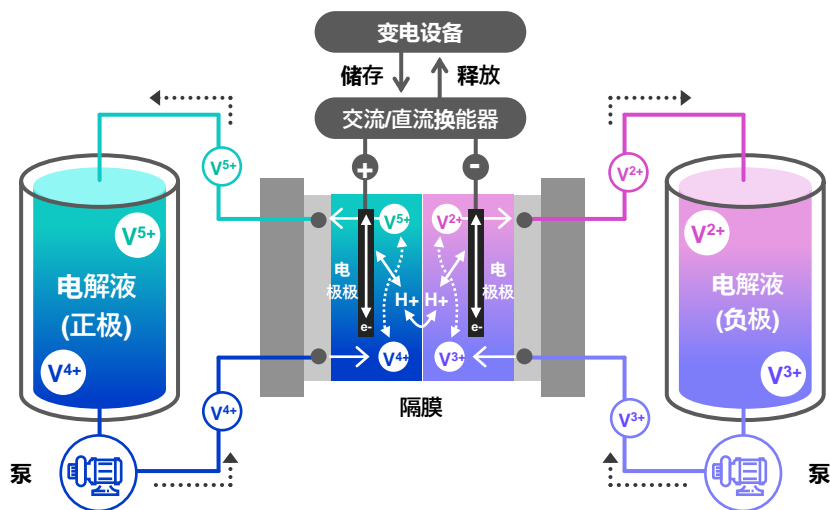 变电设备
储存
释放
交流/直流换能器
+
-
V5+
V2+
V5+
电解液
(正极)
V4+
V4+
泵
V5+
电
极极
H+
e-
V4+
V2+
电
极极
H+
e-
V3+
隔膜
V2+
电解液
(负极)
V3+
V3+
泵